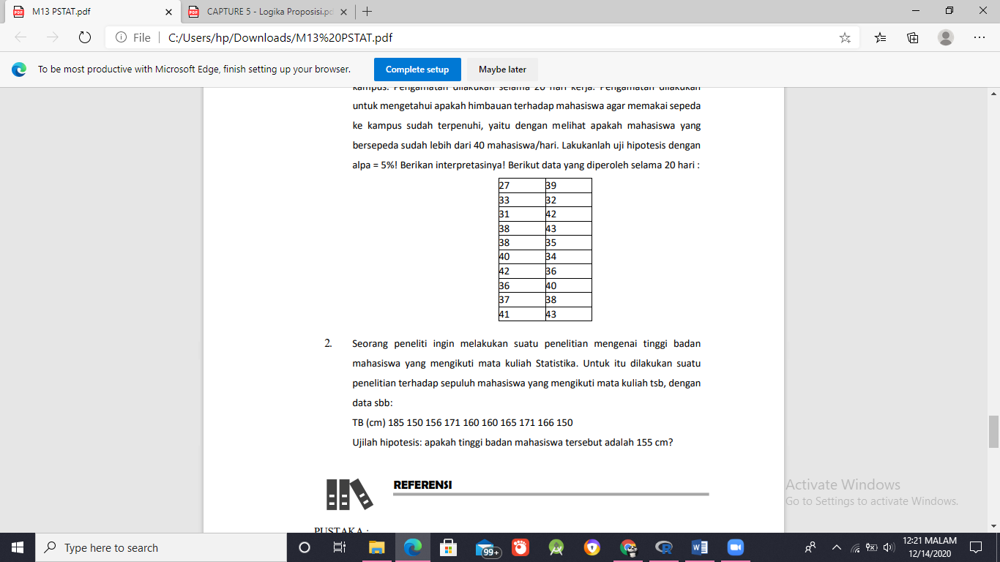 M13 PSTAT.pdf
CAPTURE 5 - Logika Proposisi.pd
File
C:/Users/hp/Downloads/M13%20PSTAT.pdf
To be most productive with Microsoft Edge, finish setting up your browser.
Complete setup
Maybe later
kampus. Pengamatan dilakukan selama 20 hari kerja. Pengamatan dilakukan
untuk mengetahui apakah himbauan terhadap mahasiswa agar memakai sepeda
ke kampus sudah terpenuhi, yaitu dengan melihat apakah mahasiswa yang
bersepeda sudah lebih dari 40 mahasiswa/hari. Lakukanlah uji hipotesis dengan
alpa = 5%! Berikan interpretasinya! Berikut data yang diperoleh selama 20 hari :
27 39
33 32
31 42
38 43
38 35
40 34
42 36
36 40
37 38
41 43
2. Seorang peneliti ingin melakukan suatu penelitian mengenai tinggi badan
mahasiswa yang mengikuti mata kuliah Statistika. Untuk itu dilakukan suatu
penelitian terhadap sepuluh mahasiswa yang mengikuti mata kuliah tsb, dengan
data sbb:
TB (cm) 185 150 156 171 160 160 165 171 166 150
Ujilah hipotesis: apakah tinggi badan mahasiswa tersebut adalah 155 cm?
REFERENSI
PUSTAKA :
Activate Windows
Go to Settings to activate Windows.
Type here to search
99+
12:21 MALAM
12/14/2020